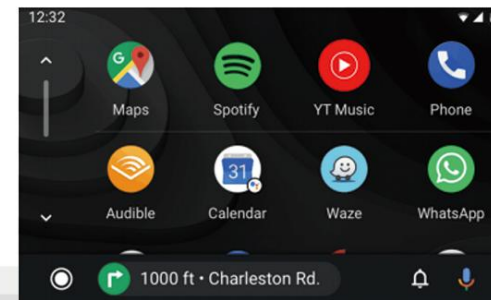 12:32
G
Maps Spotify YT Music Phone
31
Audible Calendar Waze WhatsApp
1000 ft • Charleston Rd.